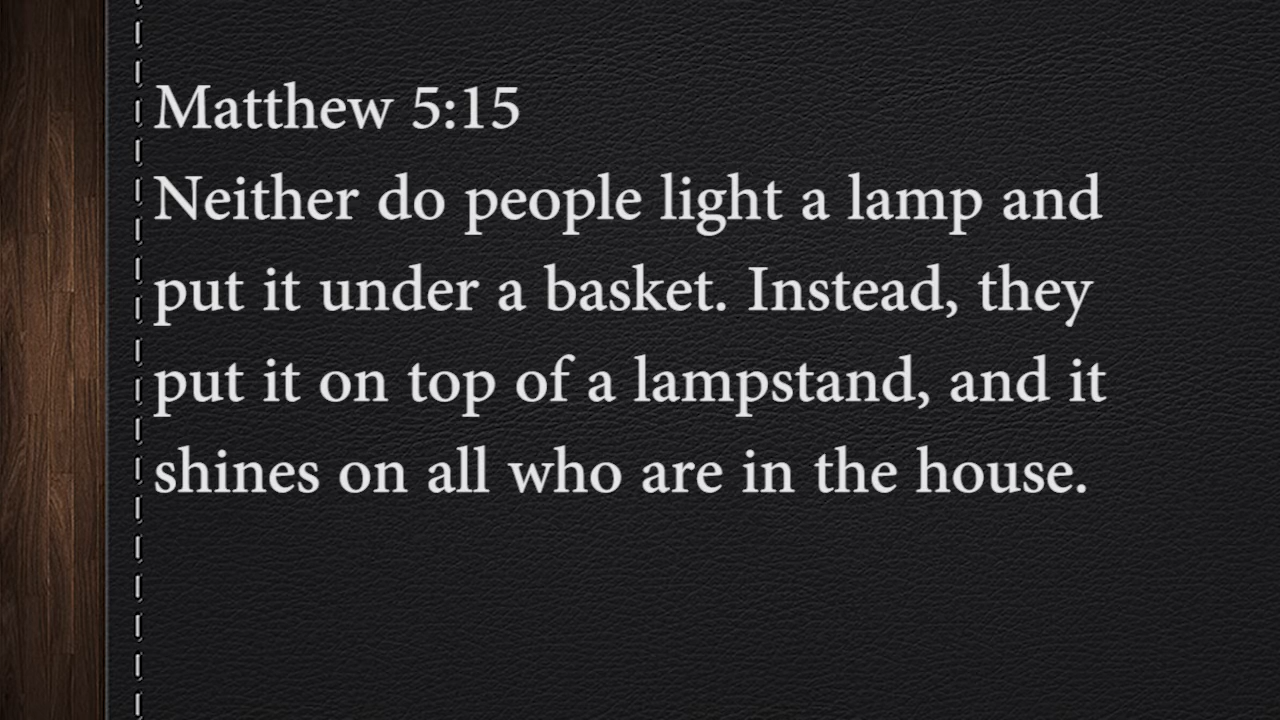 Matthew 5:15
Neither do people light a lamp and
put it under a basket. Instead, they
put it on top of a lampstand, and it
shines on all who are in the house.